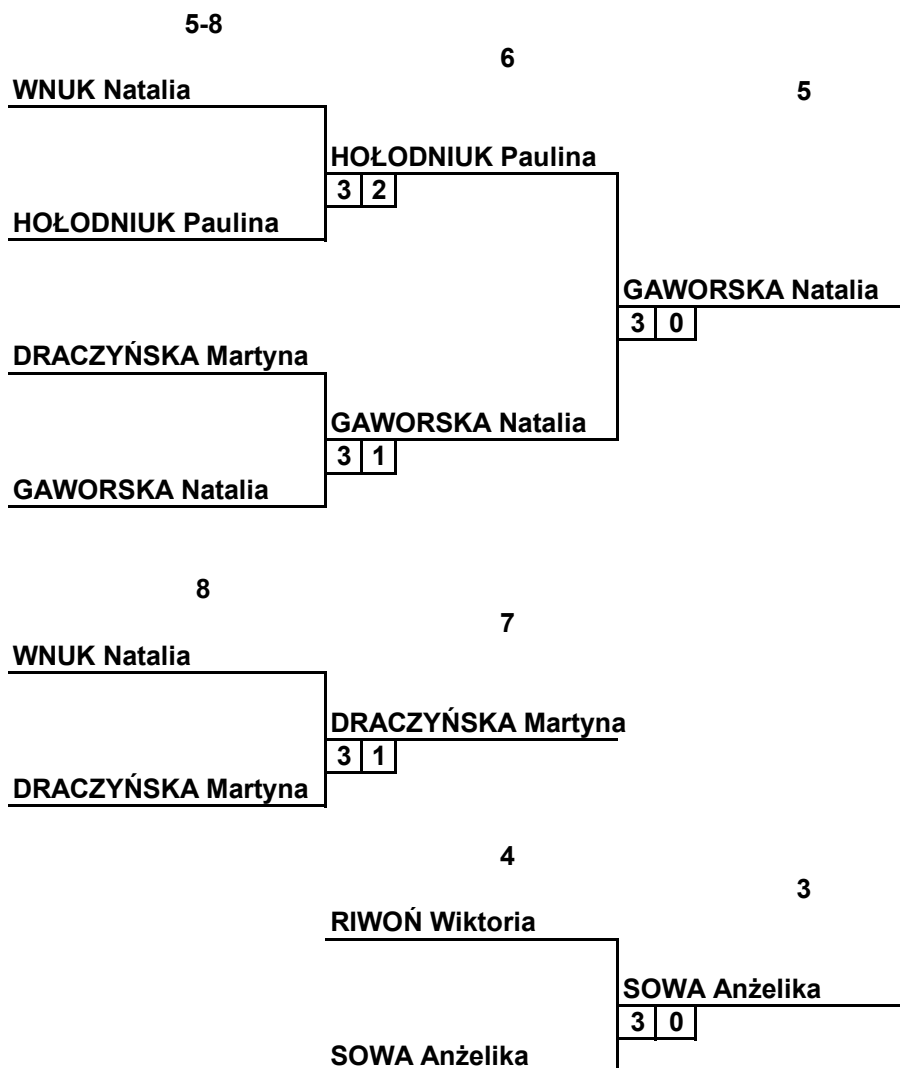 5-8
6
WNUK Natalia
5
HOŁODNIUK Paulina
3 2
HOŁODNIUK Paulina
GAWORSKA Natalia
3 0
DRACZYŃSKA Martyna
GAWORSKA Natalia
3 1
GAWORSKA Natalia
8
7
WNUK Natalia
DRACZYŃSKA Martyna
3 1
DRACZYŃSKA Martyna
4
3
RIWOŃ Wiktoria
SOWA Anżelika
3 0
SOWA Anżelika